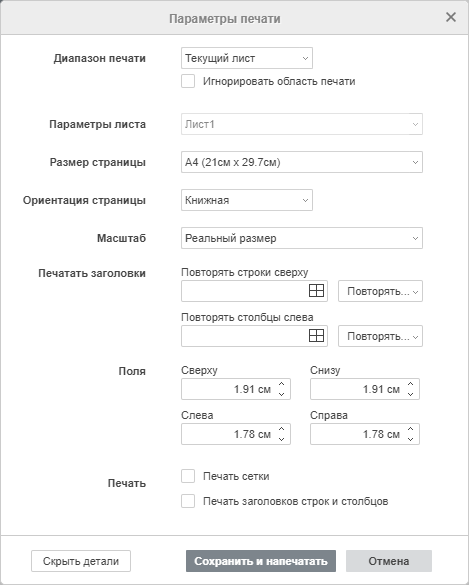 Параметры печати
Диапазон печати Текущий лист
Игнорировать область печати
Параметры листа Лист1
Размер страницы A4 (21см x 29.7см)
Ориентация страницы Книжная
Масштаб Реальный размер
Печатать заголовки Повторять строки сверху
Повторять...
Повторять столбцы слева
Повторять...
Поля Сверху Снизу
1.91 см 1.91 см
Слева Справа
1.78 см 1.78 см
Печать Печать сетки
Печать заголовков строк и столбцов
Скрыть детали Сохранить и напечатать Отмена